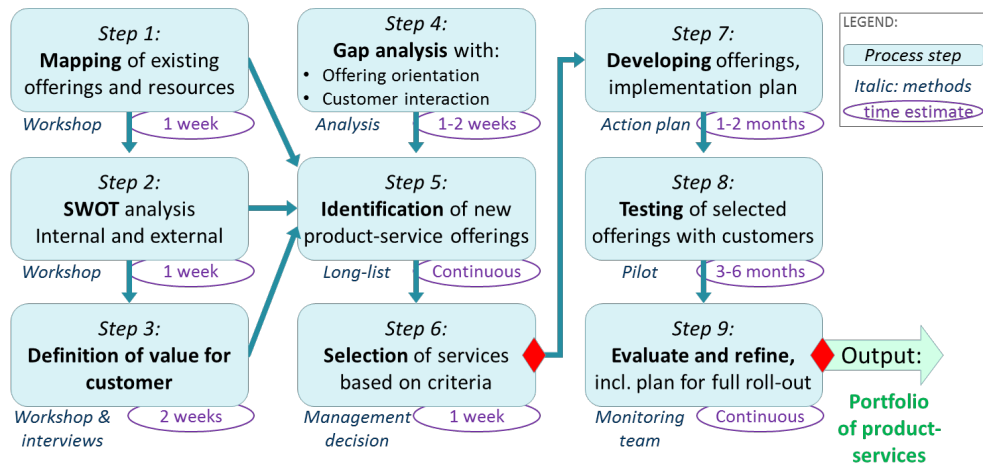 Step 1:
Mapping of existing
offerings and resources
Workshop
1 week
Step 2:
SWOT analysis
Internal and external
Workshop
1 week
Step 3:
Definition of value for
customer
Workshop &
interviews
2 weeks
Step 4:
Gap analysis with:
• Offering orientation
• Customer interaction
Analysis
1-2 weeks
Step 5:
Identification of new
product-service offerings
Long-list
Continuous
Step 6:
Selection of services
based on criteria
Management
decision
1 week
Step 7:
Developing offerings,
implementation plan
Action plan
1-2 months
Step 8:
Testing of selected
offerings with customers
Pilot
3-6 months
Step 9:
Evaluate and refine,
incl. plan for full roll-out
Monitoring
team
Continuous
LEGEND:
Process step
Italic: methods
time estimate
Output:
Portfolio
of product-
services